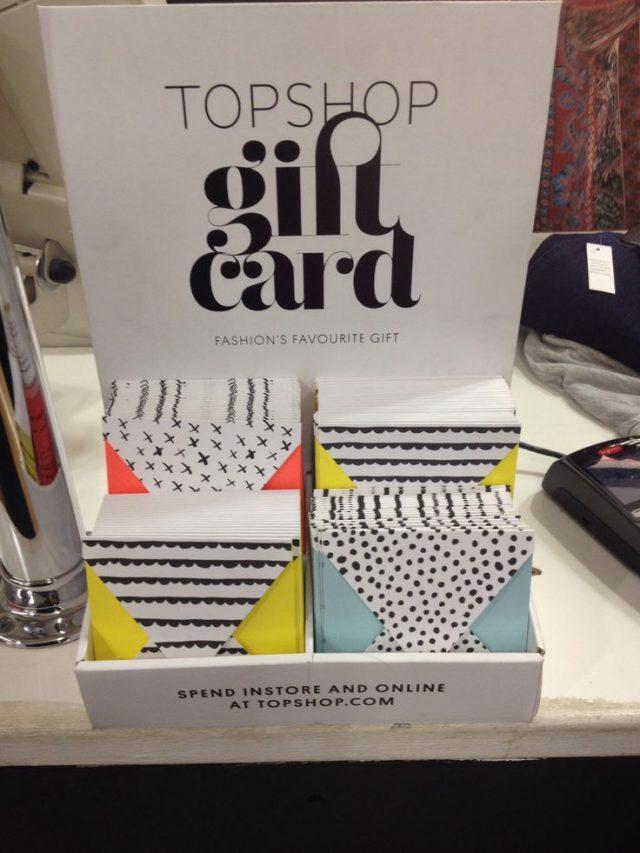 TOPSHOP
gift
card
FASHION'S FAVOURITE GIFT
SPEND INSTORE AND ONLINE
AT TOPSHOP.COM